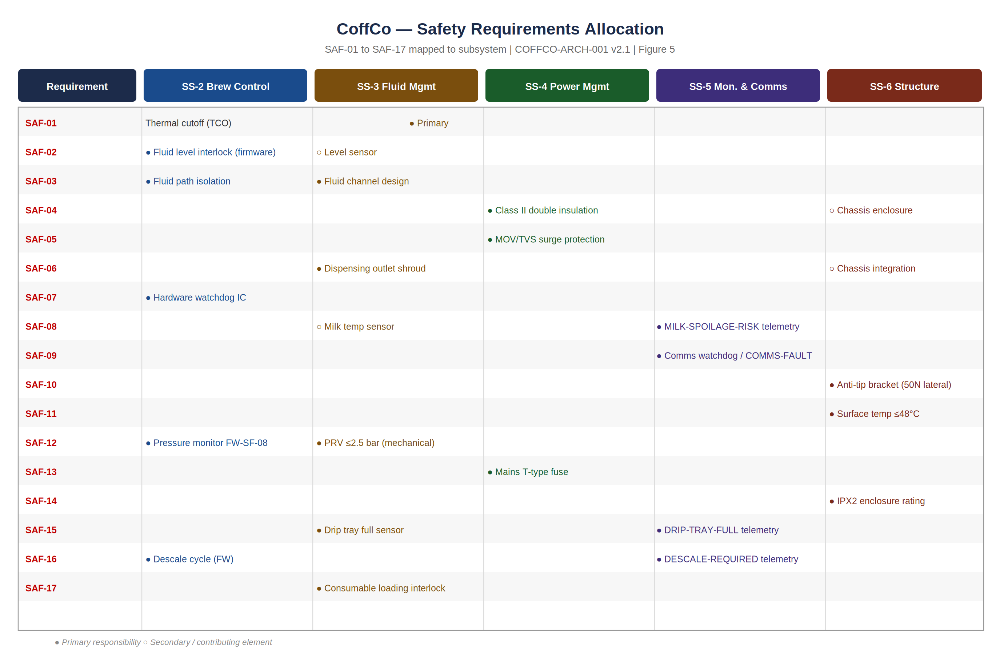 CoffCo — Safety Requirements Allocation
SAF-01 to SAF-17 mapped to subsystem | COFFCO-ARCH-001 v2.1 | Figure 5
Requirement SS-2 Brew Control SS-3 Fluid Mgmt SS-4 Power Mgmt SS-5 Mon. & Comms SS-6 Structure
SAF-01 Thermal cutoff (TCO) ● Primary
SAF-02 ● Fluid level interlock (firmware) ○ Level sensor
SAF-03 ● Fluid path isolation ● Fluid channel design
SAF-04 ● Class II double insulation ○ Chassis enclosure
SAF-05 ● MOV/TVS surge protection
SAF-06 ● Dispensing outlet shroud ○ Chassis integration
SAF-07 ● Hardware watchdog IC
SAF-08 ○ Milk temp sensor ● MILK-SPOILAGE-RISK telemetry
SAF-09 ● Comms watchdog / COMMS-FAULT
SAF-10 ● Anti-tip bracket (50N lateral)
SAF-11 ● Surface temp ≤48°C
SAF-12 ● Pressure monitor FW-SF-08 ● PRV ≤2.5 bar (mechanical)
SAF-13 ● Mains T-type fuse
SAF-14 ● IPX2 enclosure rating
SAF-15 ● Drip tray full sensor ● DRIP-TRAY-FULL telemetry
SAF-16 ● Descale cycle (FW) ● DESCALE-REQUIRED telemetry
SAF-17 ● Consumable loading interlock
● Primary responsibility ○ Secondary / contributing element